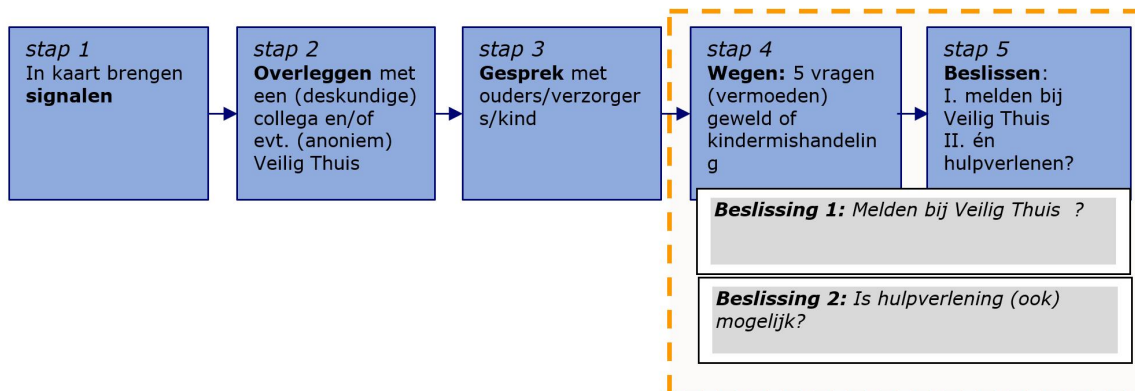 stap 1
In kaart brengen
signalen
stap 2
Overleggen met
een (deskundige)
collega en/of
evt. (anoniem)
Veilig Thuis
stap 3
Gesprek met
ouders/verzorger
s/kind
stap 4
Wegen: 5 vragen
(vermoeden)
geweld of
kindermishandelin
g
stap 5
Beslissen:
I. melden bij
Veilig Thuis
II. én
hulpverlenen?
Beslissing 1: Melden bij Veilig Thuis ?
Beslissing 2: Is hulpverlening (ook)
mogelijk?